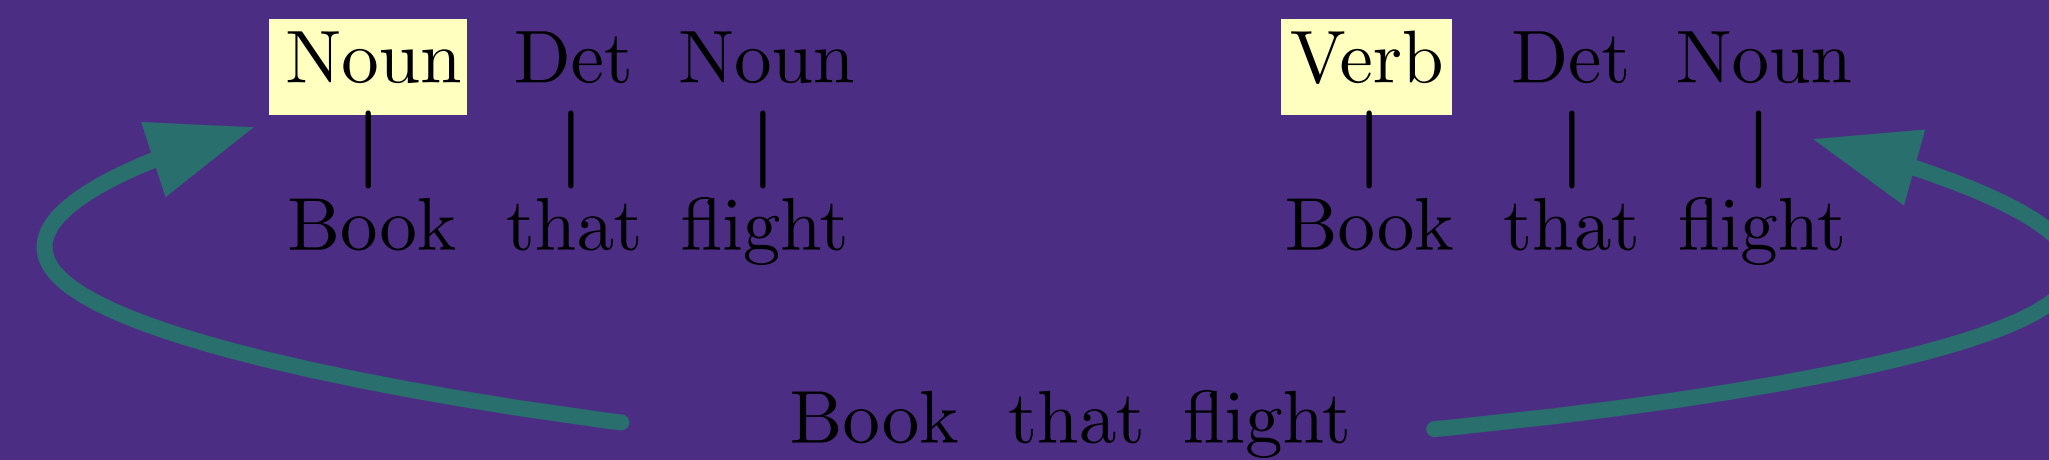 Noun Det Noun Verb Det Noun
Book that flight Book that flight
Book that flight